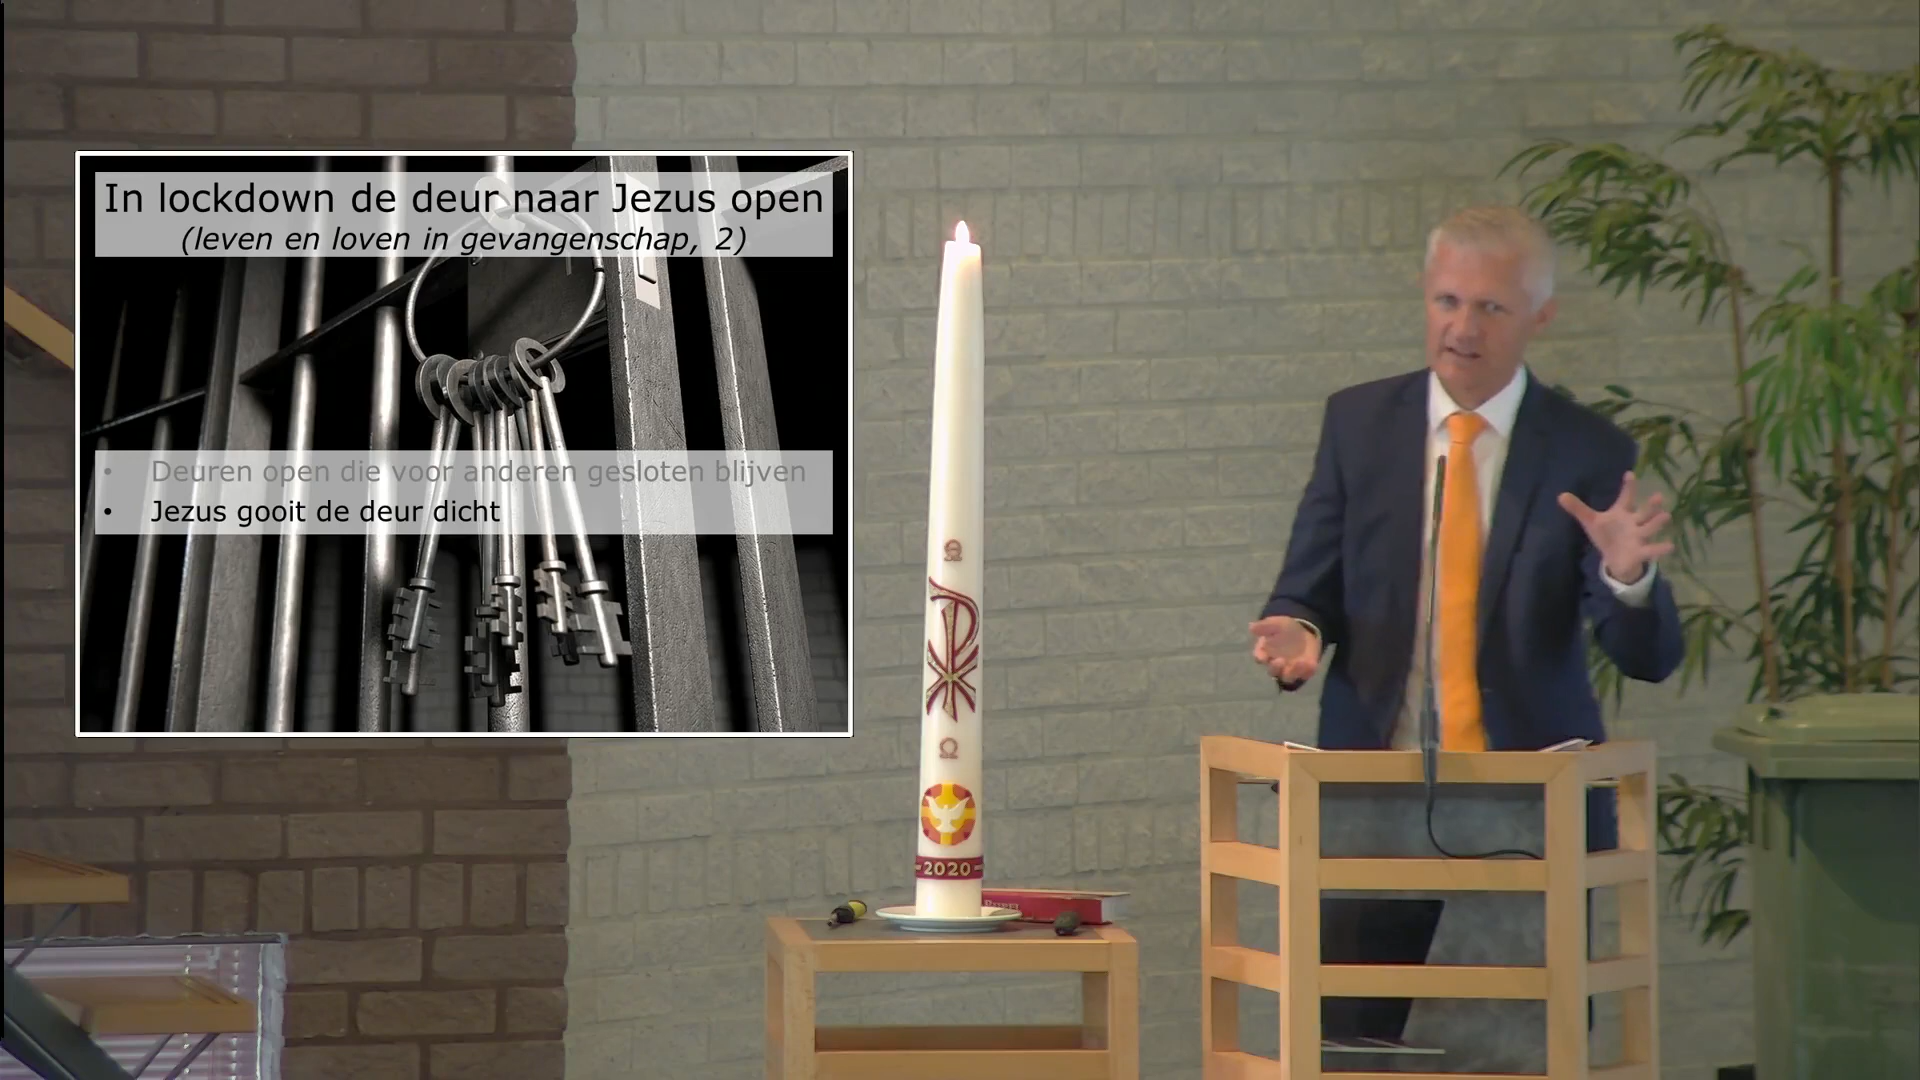 In lockdown de deur naar Jezus open
(leven en loven in gevangenschap, 2)
• Deuren open die voor anderen gesloten blijven
• Jezus gooit de deur dicht
Ω
2020
BIJBEL